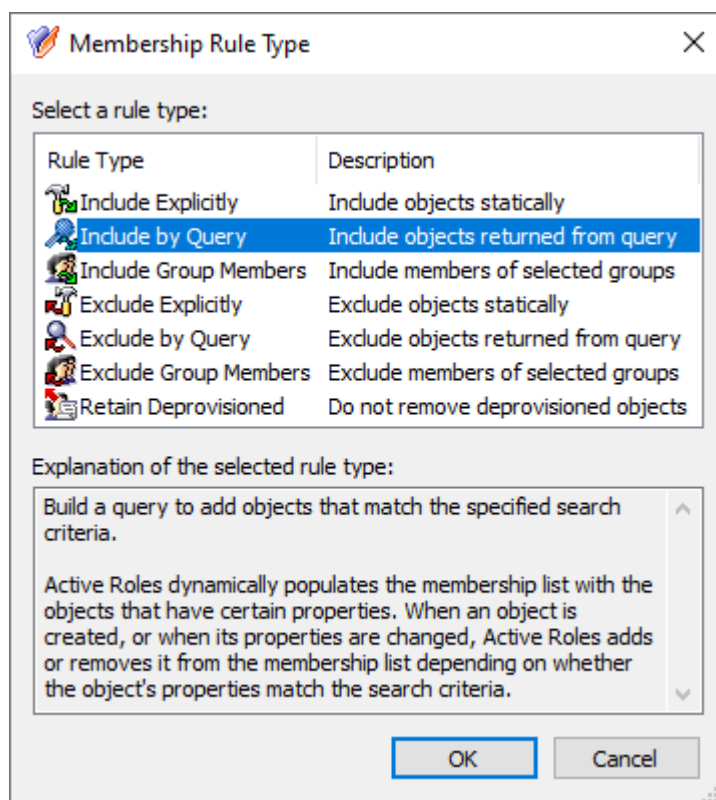 Membership Rule Type
Select a rule type:
Rule Type Description
Include Explicitly Include objects statically
Include by Query Include objects returned from query
Include Group Members Include members of selected groups
Exclude Explicitly Exclude objects statically
Exclude by Query Exclude objects returned from query
Exclude Group Members Exclude members of selected groups
Retain Deprovisioned Do not remove deprovisioned objects
Explanation of the selected rule type:
Build a query to add objects that match the specified search
criteria.
Active Roles dynamically populates the membership list with the
objects that have certain properties. When an object is
created, or when its properties are changed, Active Roles adds
or removes it from the membership list depending on whether
the object's properties match the search criteria.
OK Cancel